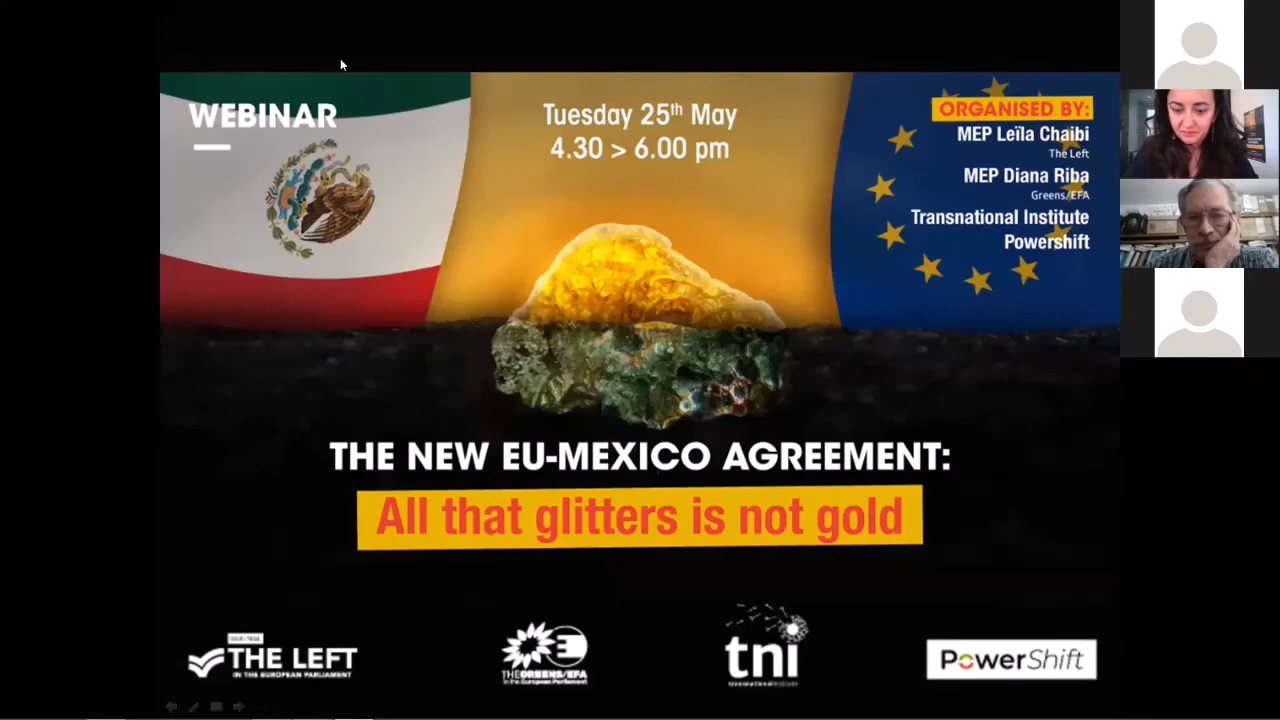 WEBINAR
Tuesday 25th May
4.30 > 6.00 pm
ORGANISED BY:
MEP Leïla Chaibi
The Left
MEP Diana Riba
Greens/EFA
Transnational Institute
Powershift
THE NEW EU-MEXICO AGREEMENT:
All that glitters is not gold
THE LEFT
IN THE EUROPEAN PARLIAMENT
THE GREENS/EFA
in the European Parliament
tni
transnationalinstitute
PowerShift